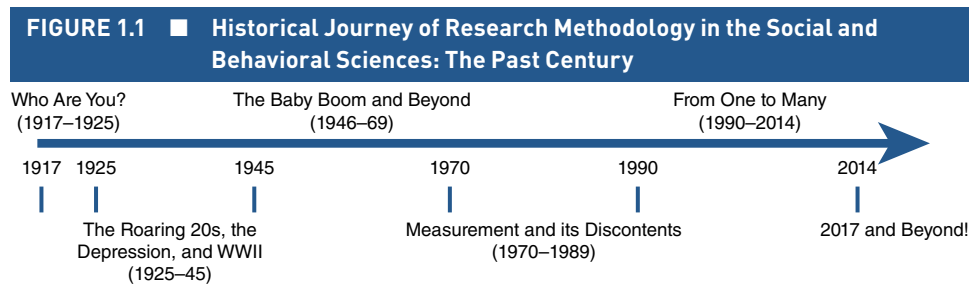 FIGURE 1.1 ■ Historical Journey of Research Methodology in the Social and
Behavioral Sciences: The Past Century
Who Are You?
(1917–1925)
The Baby Boom and Beyond
(1946–69)
From One to Many
(1990–2014)
1917 1925 1945 1970 1990 2014
The Roaring 20s, the
Depression, and WWII
(1925–45)
Measurement and its Discontents
(1970–1989)
2017 and Beyond!